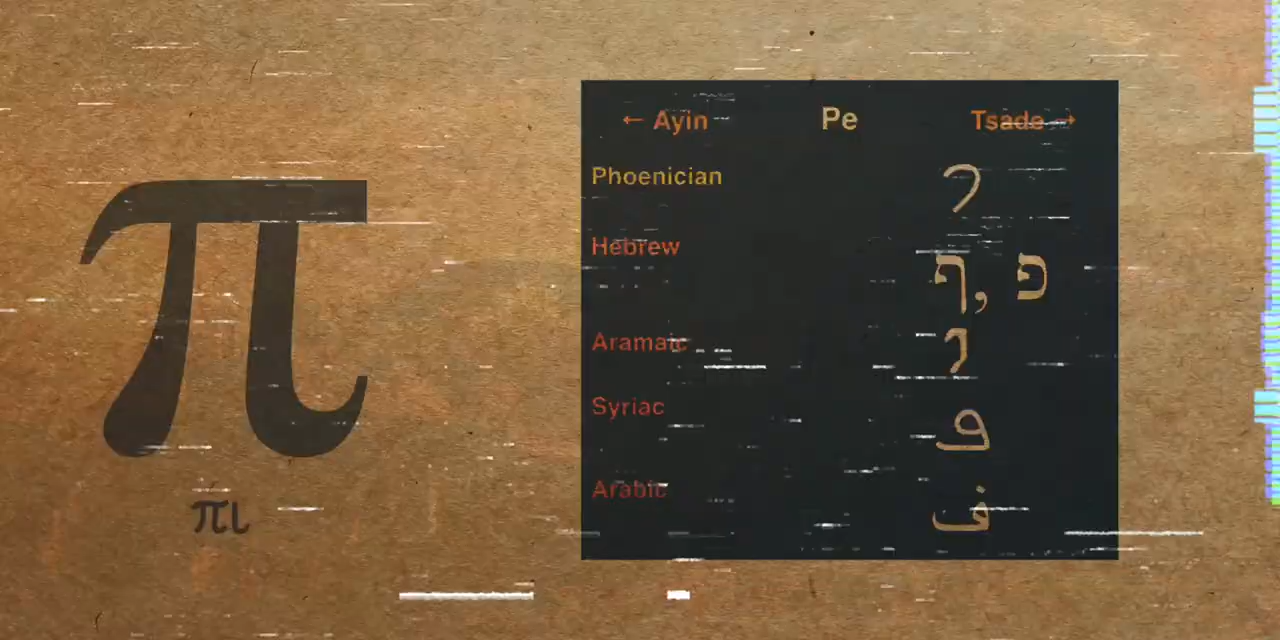 π
πι
← Ayin Pe Tsade →
Phoenician 𐤐
Hebrew ף, פ
Aramaic 𐡐
Syriac ܦ
Arabic ف